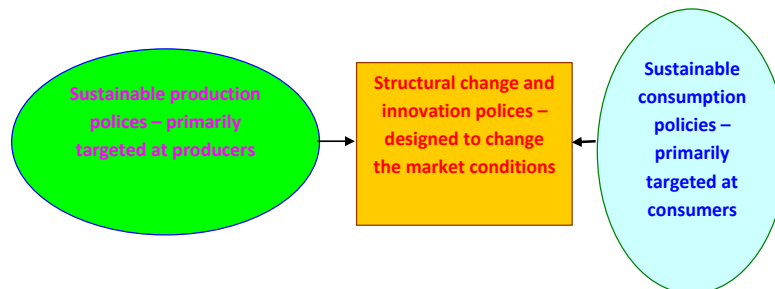 Sustainable production
polices – primarily
targeted at producers
Structural change and
innovation polices –
designed to change
the market conditions
Sustainable
consumption
policies –
primarily
targeted at
consumers